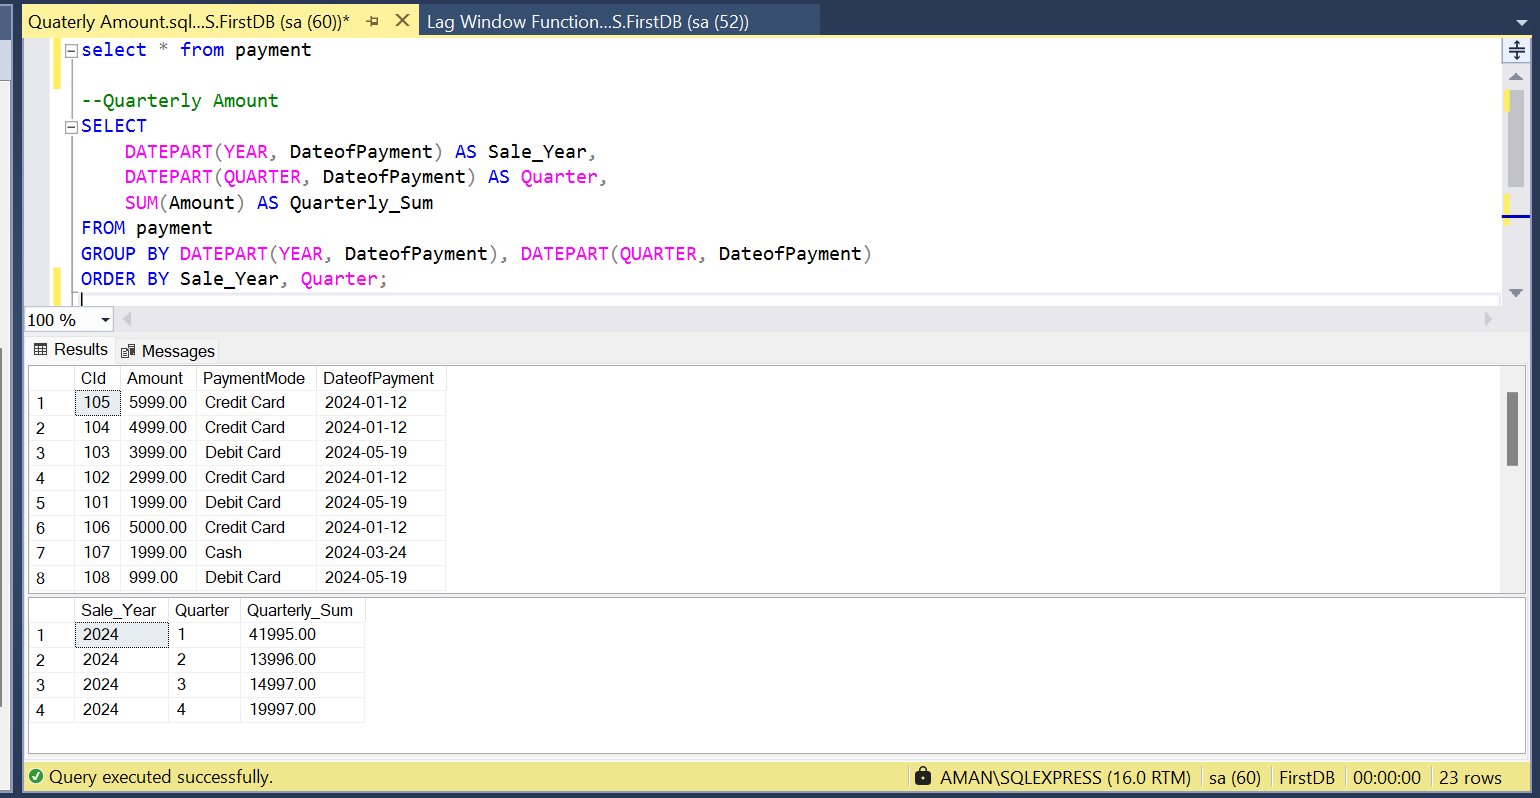 Quaterly Amount.sql...S.FirstDB (sa (60))* Lag Window Function...S.FirstDB (sa (52))
select * from payment
--Quarterly Amount
SELECT
DATEPART(YEAR, DateofPayment) AS Sale_Year,
DATEPART(QUARTER, DateofPayment) AS Quarter,
SUM(Amount) AS Quarterly_Sum
FROM payment
GROUP BY DATEPART(YEAR, DateofPayment), DATEPART(QUARTER, DateofPayment)
ORDER BY Sale_Year, Quarter;
100 %
Results Messages
CId Amount PaymentMode DateofPayment
1 105 5999.00 Credit Card 2024-01-12
2 104 4999.00 Credit Card 2024-01-12
3 103 3999.00 Debit Card 2024-05-19
4 102 2999.00 Credit Card 2024-01-12
5 101 1999.00 Debit Card 2024-05-19
6 106 5000.00 Credit Card 2024-01-12
7 107 1999.00 Cash 2024-03-24
8 108 999.00 Debit Card 2024-05-19
Sale_Year Quarter Quarterly_Sum
1 2024 1 41995.00
2 2024 2 13996.00
3 2024 3 14997.00
4 2024 4 19997.00
Query executed successfully. AMAN\SQLEXPRESS (16.0 RTM) sa (60) FirstDB 00:00:00 23 rows